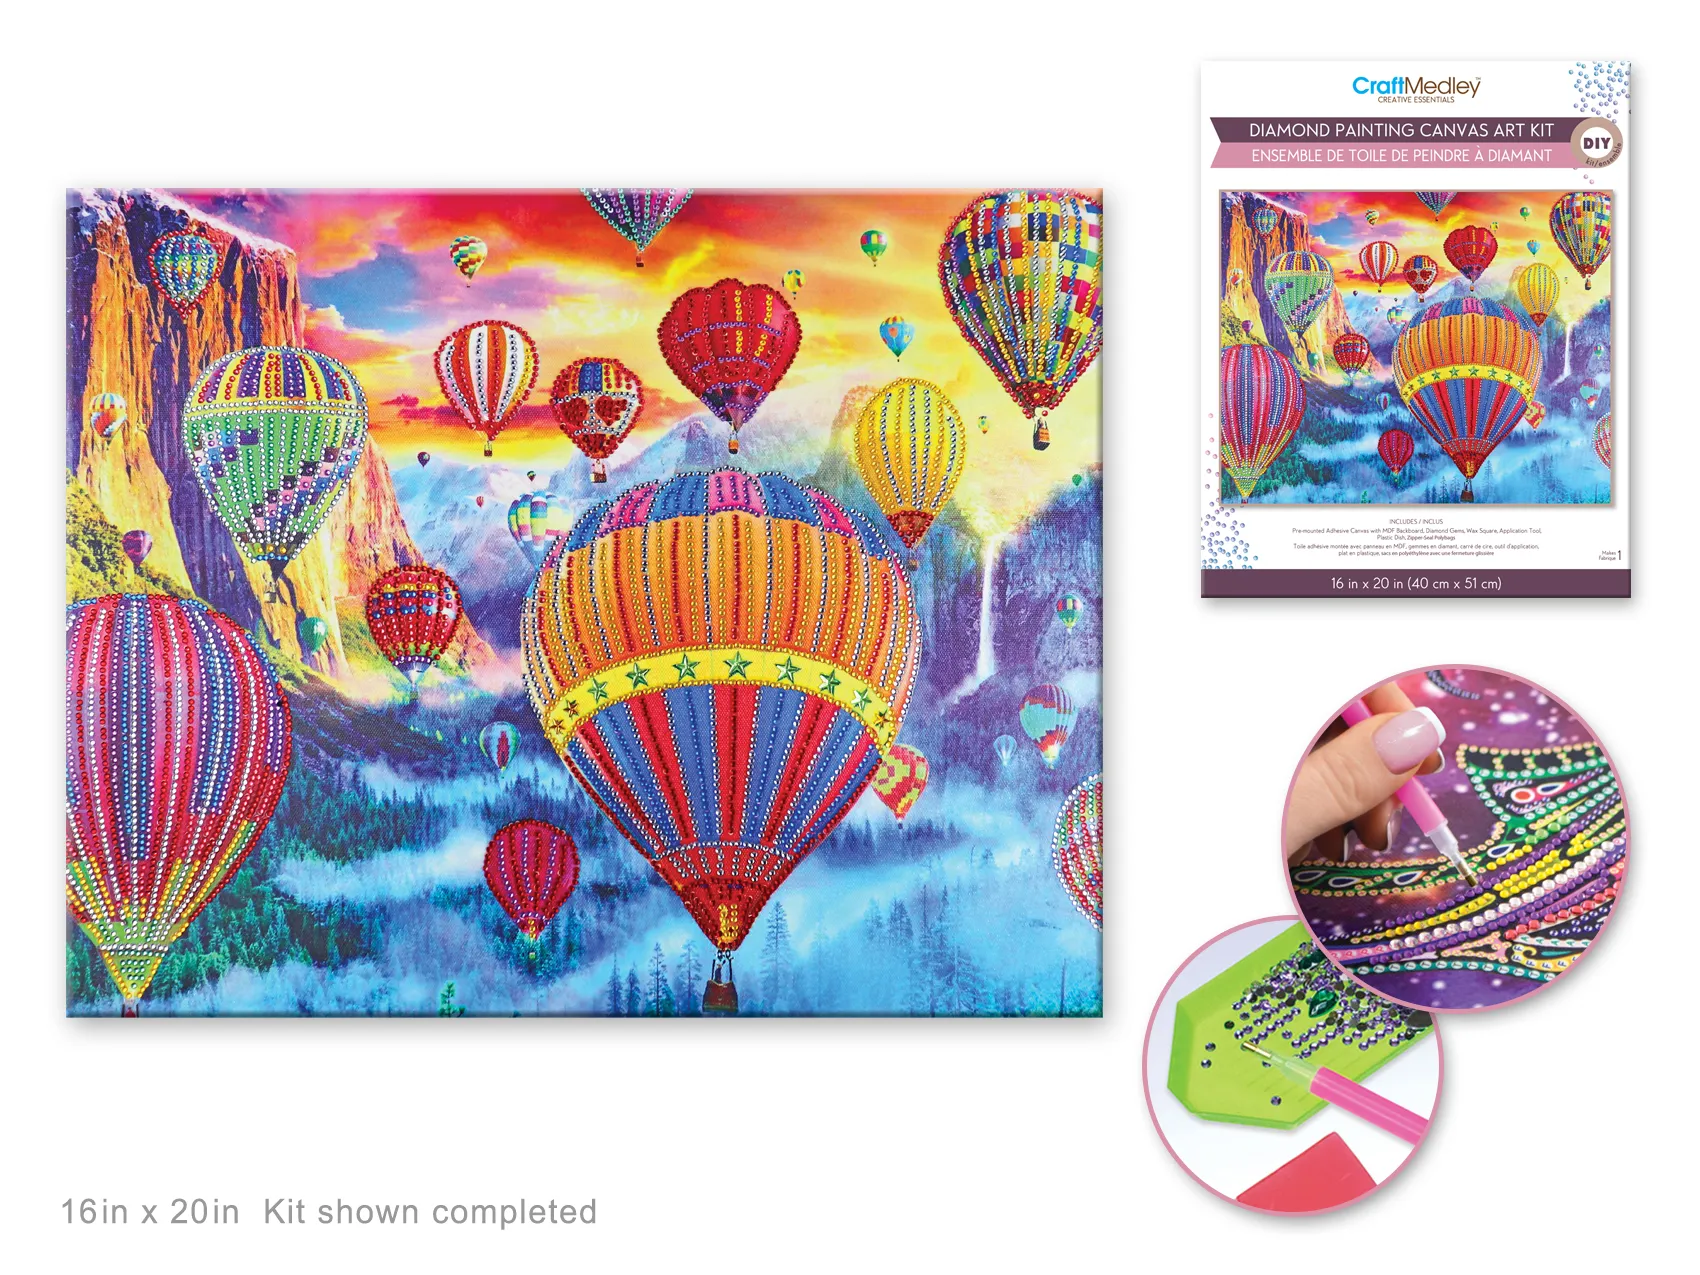 CraftMedley™
CREATIVE ESSENTIALS
DIAMOND PAINTING CANVAS ART KIT
ENSEMBLE DE TOILE DE PEINDRE À DIAMANT
DIY
kit/ensemble
INCLUDES / INCLUS:
Pre-mounted Adhesive Canvas with MDF Backboard, Diamond Gems, Wax Square, Application Tool,
Plastic Dish, Zipper-Seal Polybags
Toile adhesive montée avec panneau en MDF, gemmes en diamant, carré de cire, outil d'application,
plat en plastique, sacs en polyéthylène avec une fermeture glissière
Makes
Fabrique 1
16 in x 20 in (40 cm x 51 cm)
16in x 20in Kit shown completed